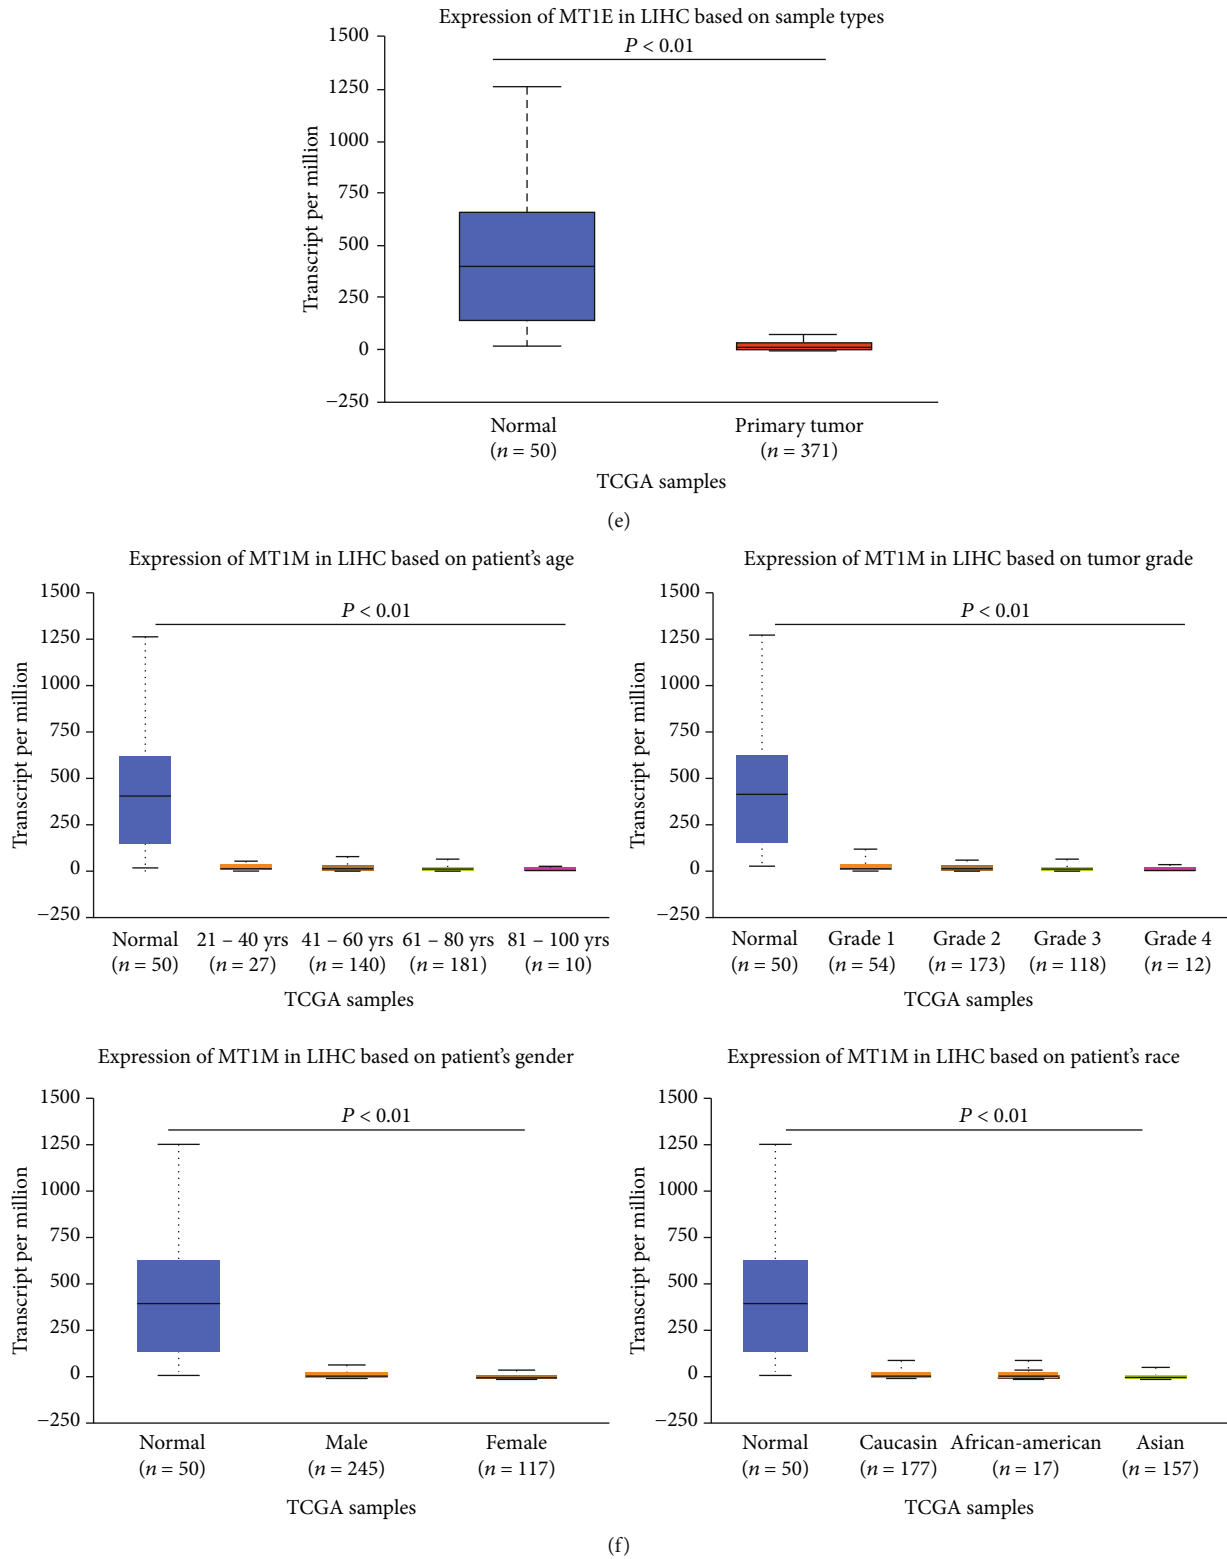 Expression of MT1E in LIHC based on sample types
P < 0.01
1500
1250
1000
750
500
250
0
−250
Transcript per million
Normal
(n = 50)
Primary tumor
(n = 371)
TCGA samples
(e)
Expression of MT1M in LIHC based on patient's age
P < 0.01
1500
1250
1000
750
500
250
0
−250
Transcript per million
Normal
(n = 50)
21 – 40 yrs
(n = 27)
41 – 60 yrs
(n = 140)
61 – 80 yrs
(n = 181)
81 – 100 yrs
(n = 10)
TCGA samples
Expression of MT1M in LIHC based on tumor grade
P < 0.01
1500
1250
1000
750
500
250
0
−250
Transcript per million
Normal
(n = 50)
Grade 1
(n = 54)
Grade 2
(n = 173)
Grade 3
(n = 118)
Grade 4
(n = 12)
TCGA samples
Expression of MT1M in LIHC based on patient's gender
P < 0.01
1500
1250
1000
750
500
250
0
−250
Transcript per million
Normal
(n = 50)
Male
(n = 245)
Female
(n = 117)
TCGA samples
Expression of MT1M in LIHC based on patient's race
P < 0.01
1500
1250
1000
750
500
250
0
−250
Transcript per million
Normal
(n = 50)
Caucasin
(n = 177)
African-american
(n = 17)
Asian
(n = 157)
TCGA samples
(f)